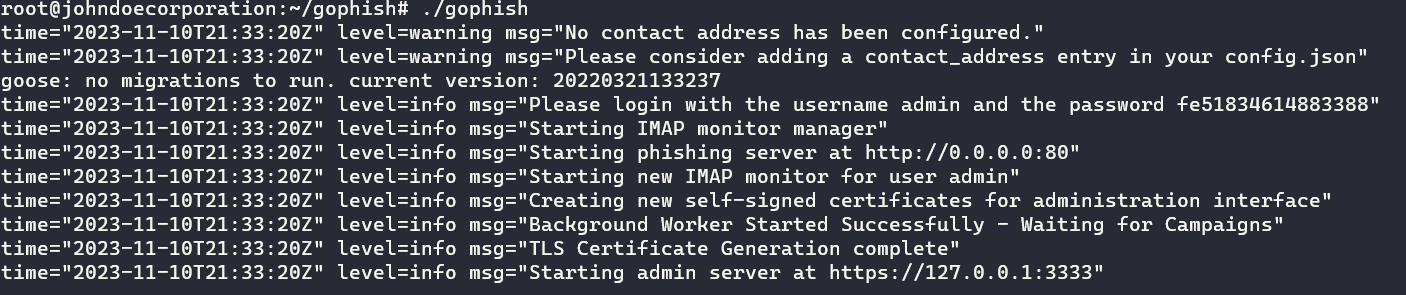 root@johndoecorporation:~/gophish# ./gophish
time="2023-11-10T21:33:20Z" level=warning msg="No contact address has been configured."
time="2023-11-10T21:33:20Z" level=warning msg="Please consider adding a contact_address entry in your config.json"
goose: no migrations to run. current version: 20220321133237
time="2023-11-10T21:33:20Z" level=info msg="Please login with the username admin and the password fe51834614883388"
time="2023-11-10T21:33:20Z" level=info msg="Starting IMAP monitor manager"
time="2023-11-10T21:33:20Z" level=info msg="Starting phishing server at http://0.0.0.0:80"
time="2023-11-10T21:33:20Z" level=info msg="Starting new IMAP monitor for user admin"
time="2023-11-10T21:33:20Z" level=info msg="Creating new self-signed certificates for administration interface"
time="2023-11-10T21:33:20Z" level=info msg="Background Worker Started Successfully - Waiting for Campaigns"
time="2023-11-10T21:33:20Z" level=info msg="TLS Certificate Generation complete"
time="2023-11-10T21:33:20Z" level=info msg="Starting admin server at https://127.0.0.1:3333"